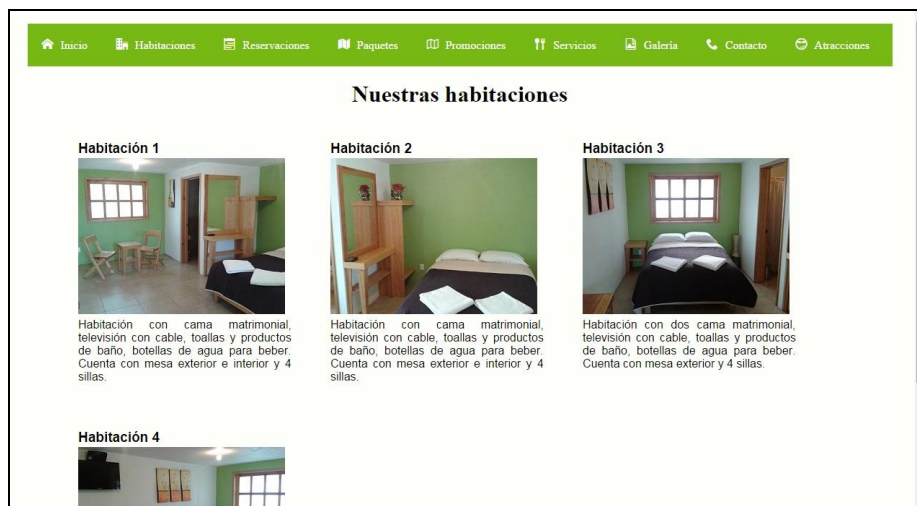 Inicio Habitaciones Reservaciones Paquetes Promociones Servicios Galería Contacto Atracciones
Nuestras habitaciones
Habitación 1
Habitación con cama matrimonial,
televisión con cable, toallas y productos
de baño, botellas de agua para beber.
Cuenta con mesa exterior e interior y 4
sillas.
Habitación 2
Habitación con cama matrimonial,
televisión con cable, toallas y productos
de baño, botellas de agua para beber.
Cuenta con mesa exterior e interior y 4
sillas.
Habitación 3
Habitación con dos cama matrimonial,
televisión con cable, toallas y productos
de baño, botellas de agua para beber.
Cuenta con mesa exterior y 4 sillas.
Habitación 4